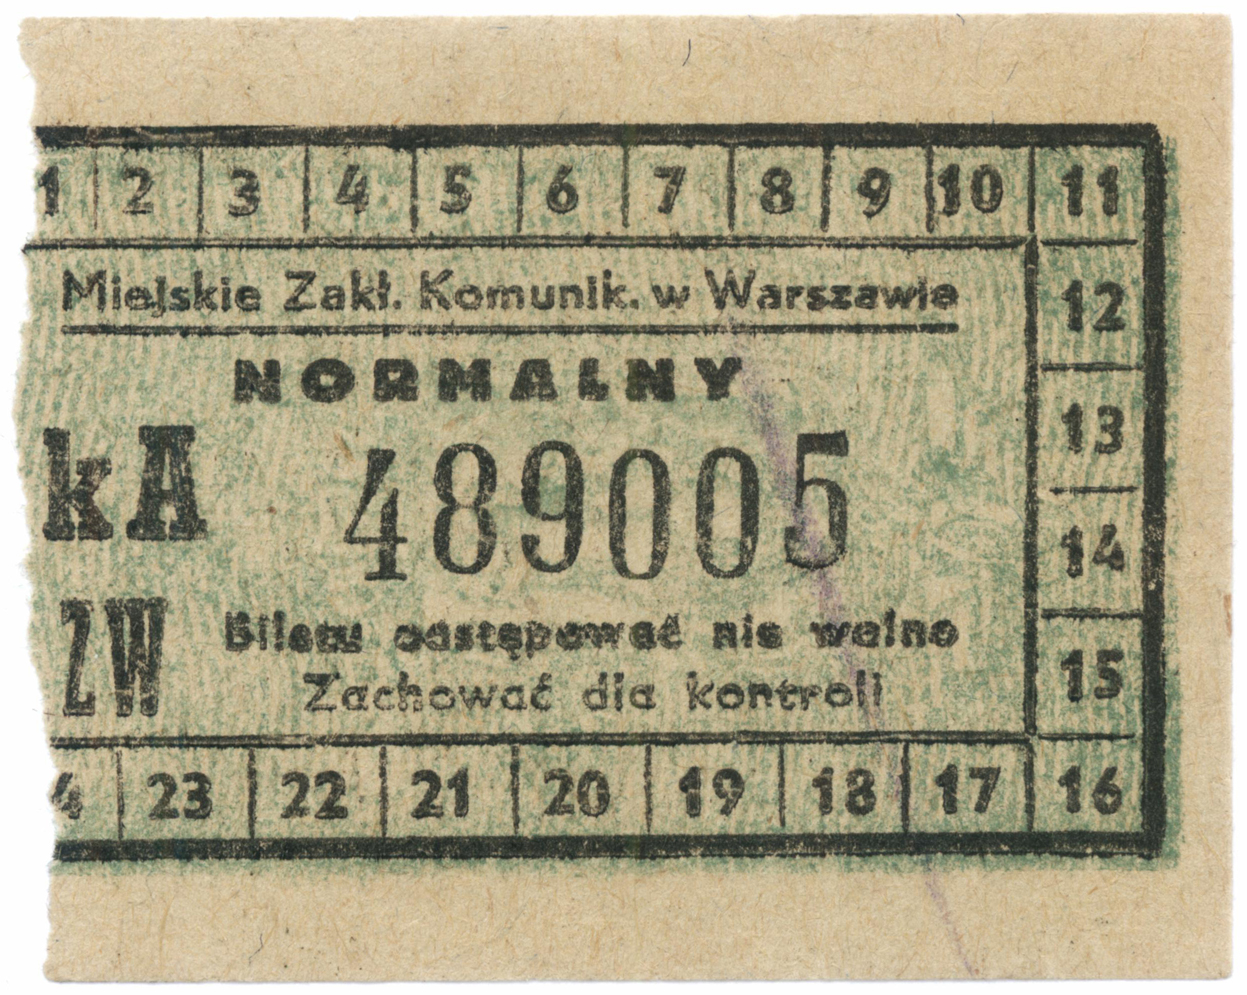 1 2 3 4 5 6 7 8 9 10 11
Miejskie Zakł. Komunik. w Warszawie
12
NORMALNY
13
kA 489005
14
ZW
Biletu odstępować nie wolno
Zachować dla kontroli
15
4 23 22 21 20 19 18 17 16